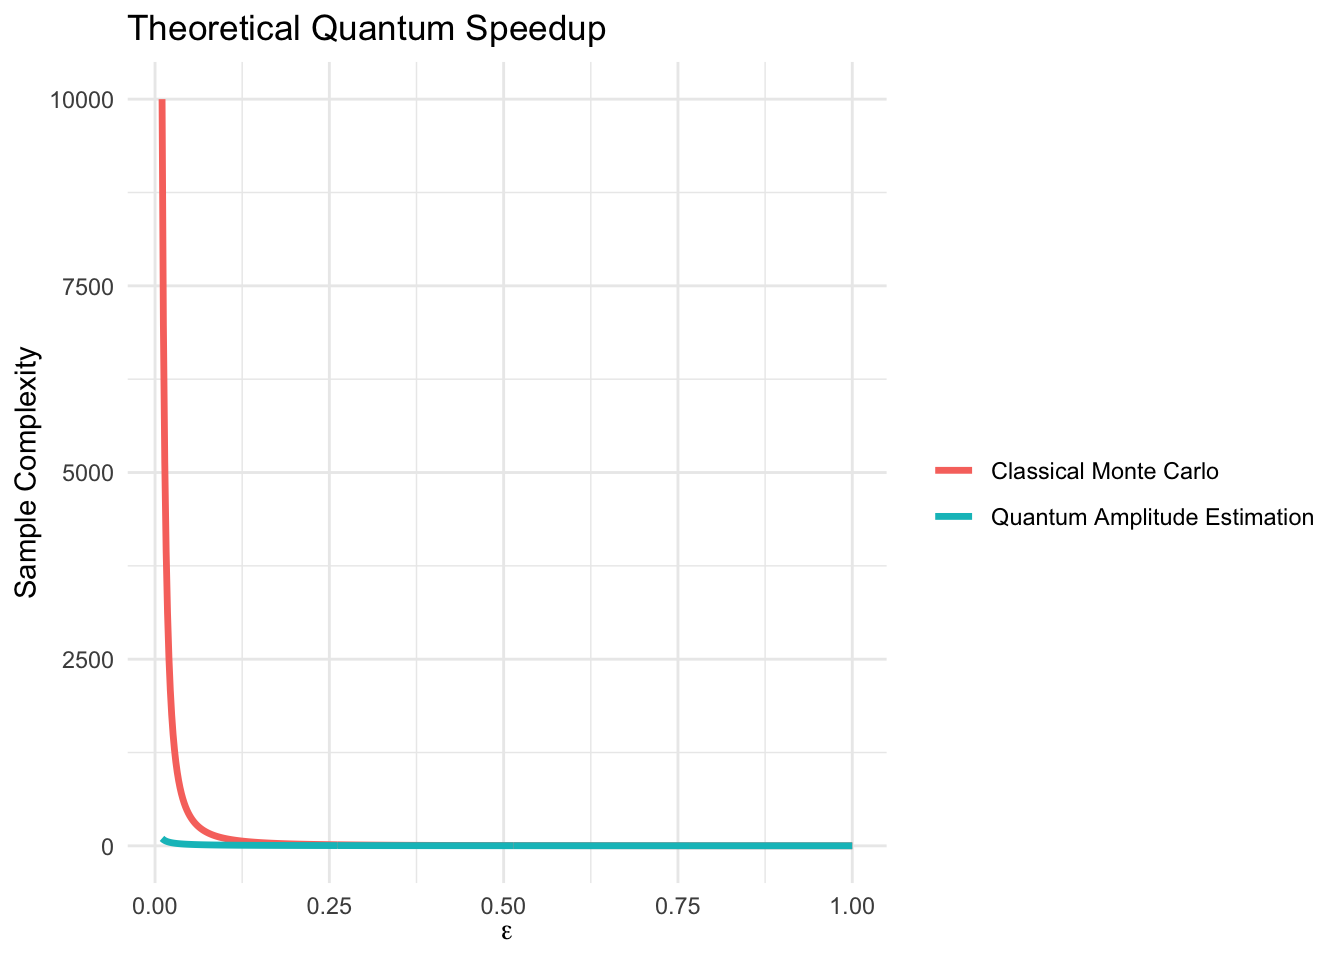 Theoretical Quantum Speedup
10000
7500
5000
2500
0
Sample Complexity
0.00 0.25 0.50 0.75 1.00
ε
Classical Monte Carlo
Quantum Amplitude Estimation